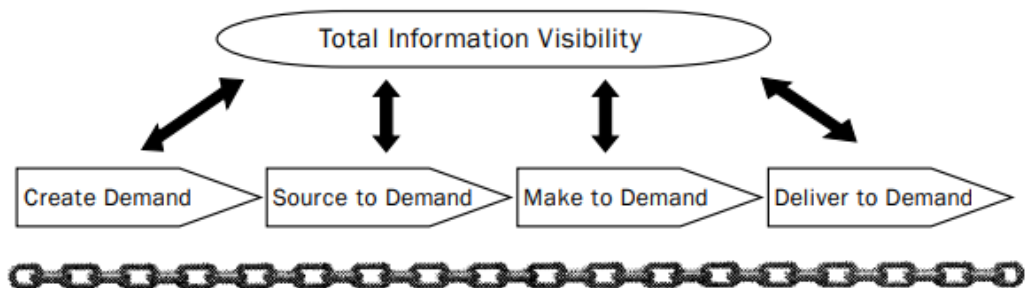 Total Information Visibility
Create Demand
Source to Demand
Make to Demand
Deliver to Demand